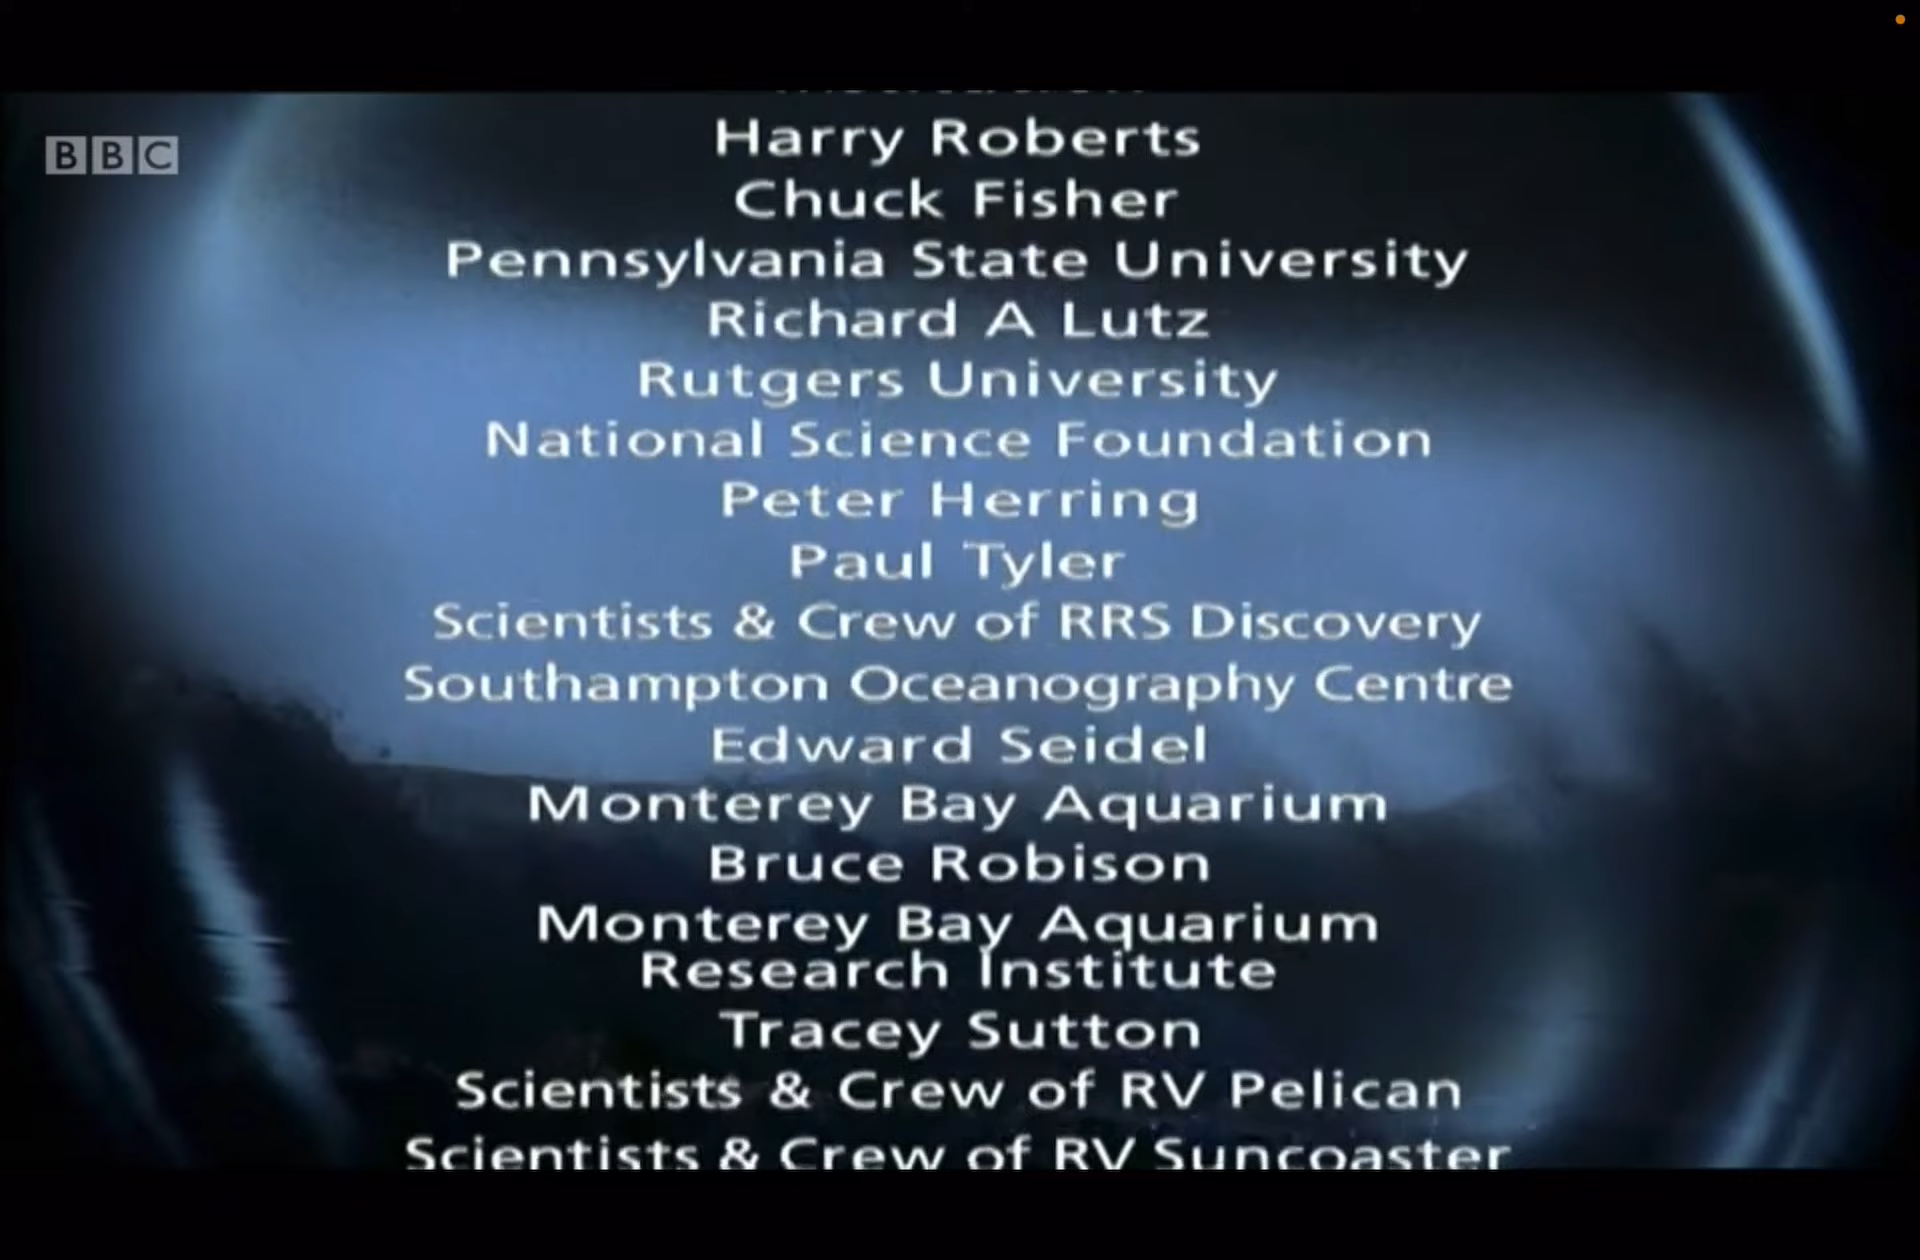 BBC
Harry Roberts
Chuck Fisher
Pennsylvania State University
Richard A Lutz
Rutgers University
National Science Foundation
Peter Herring
Paul Tyler
Scientists & Crew of RRS Discovery
Southampton Oceanography Centre
Edward Seidel
Monterey Bay Aquarium
Bruce Robison
Monterey Bay Aquarium
Research Institute
Tracey Sutton
Scientists & Crew of RV Pelican
Scientists & Crew of RV Suncoaster